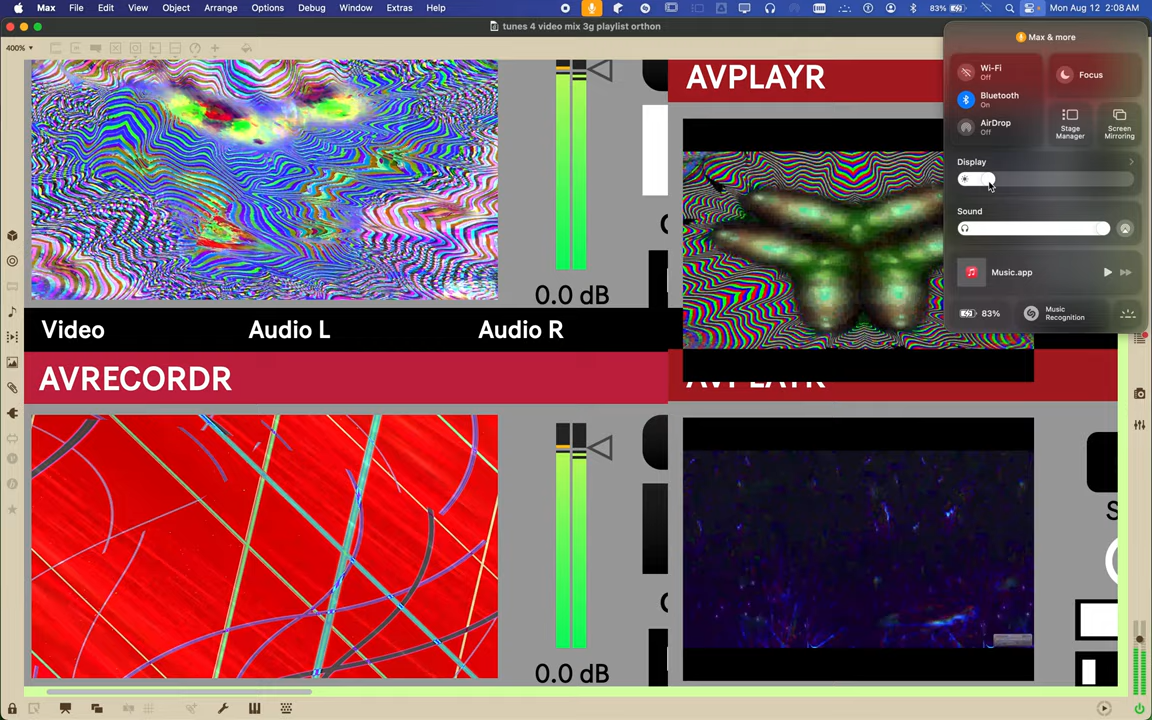 Max File Edit View Object Arrange Options Debug Window Extras Help 83% Mon Aug 12 2:08 AM
tunes 4 video mix 3g playlist orthon
400%
Max & more
Wi-Fi
Off
Focus
Bluetooth
On
AirDrop
Off
Stage
Manager
Screen
Mirroring
Display
Sound
Music.app
83%
Music
Recognition
AVPLAYR
0.0 dB
Video Audio L Audio R
AVRECORDR
AVPLAYR
0.0 dB